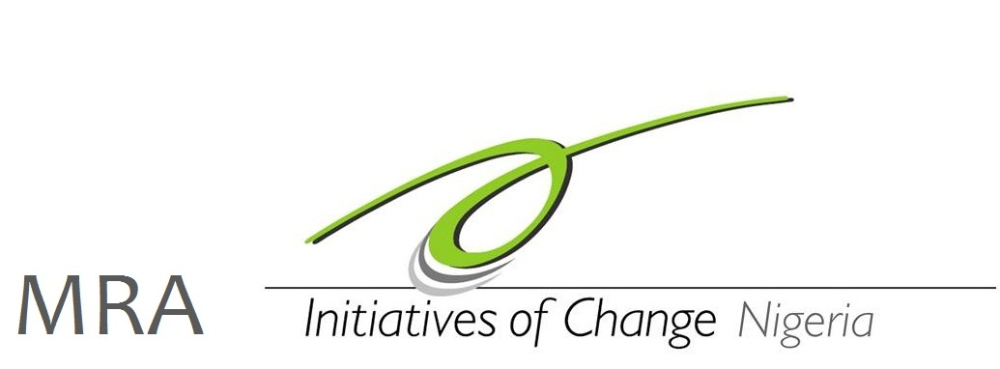 MRA
Initiatives of Change Nigeria